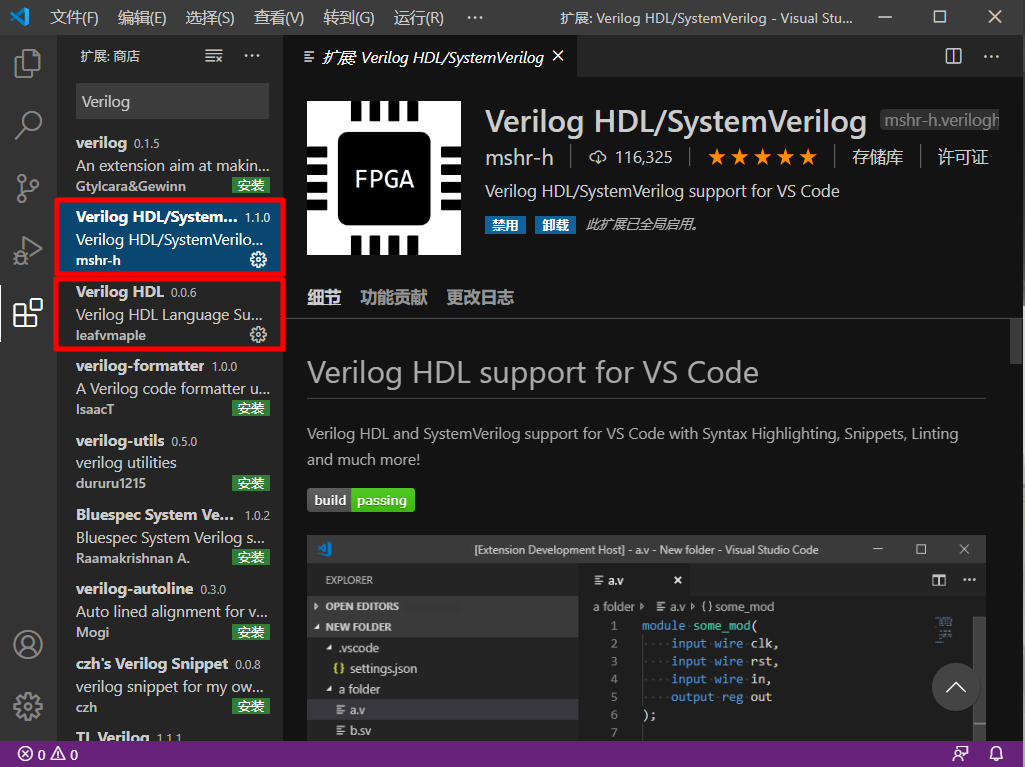 文件(F) 编辑(E) 选择(S) 查看(V) 转到(G) 运行(R) ··· 扩展: Verilog HDL/SystemVerilog - Visual Stu...
扩展: 商店
Verilog
verilog 0.1.5
An extension aim at makin...
Gtylcara&Gewinn 安装
Verilog HDL/System... 1.1.0
Verilog HDL/SystemVerilo...
mshr-h
Verilog HDL 0.0.6
Verilog HDL Language Su...
leafvmaple
verilog-formatter 1.0.0
A Verilog code formatter u...
IsaacT 安装
verilog-utils 0.5.0
verilog utilities
dururu1215 安装
Bluespec System Ve... 1.0.2
Bluespec System Verilog s...
Raamakrishnan A. 安装
verilog-autoline 0.3.0
Auto lined alignment for v...
Mogi 安装
czh's Verilog Snippet 0.0.8
verilog snippet for my ow...
czh 安装
TL Verilog 1.1.1
扩展: Verilog HDL/SystemVerilog
FPGA
Verilog HDL/SystemVerilog mshr-h.verilogh
mshr-h 116,325 ★★★★★ 存储库 许可证
Verilog HDL/SystemVerilog support for VS Code
禁用 卸载 此扩展已全局启用。
细节 功能贡献 更改日志
Verilog HDL support for VS Code
Verilog HDL and SystemVerilog support for VS Code with Syntax Highlighting, Snippets, Linting
and much more!
build passing
[Extension Development Host] - a.v - New folder - Visual Studio Code
EXPLORER
OPEN EDITORS
NEW FOLDER
.vscode
{} settings.json
a folder
a.v
b.sv
a.v
a folder a.v {} some_mod
1 module some_mod(
2 input wire clk,
3 input wire rst,
4 input wire in,
5 output reg out
6 );
7
0 0